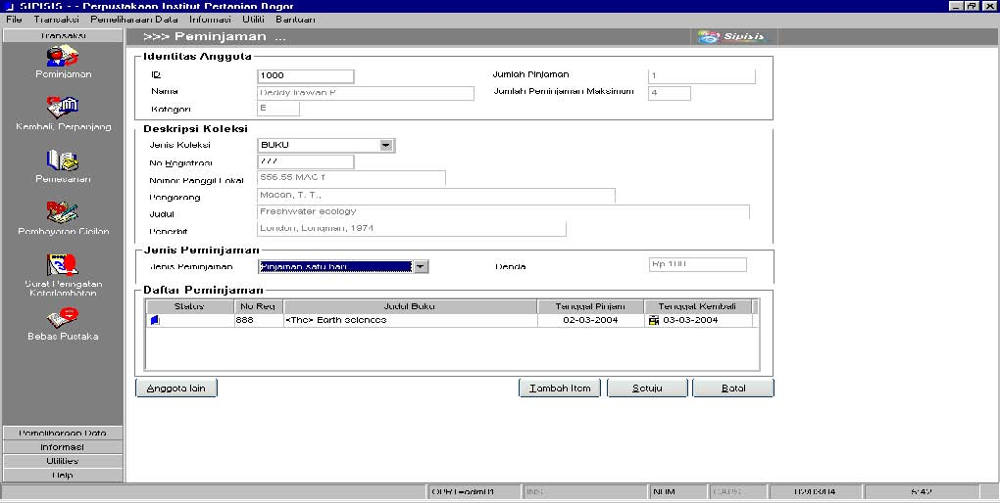 SIPISIS - - Perpustakaan Institut Pertanian Bogor
File Transaksi Pemeliharaan Data Informasi Utiliti Bantuan
Transaksi
>>> Peminjaman ...
Sipisis
Peminjaman
Kembali, Perpanjang
Pemesanan
Pembayaran Cicilan
Surat Peringatan
Keterlambatan
Bebas Pustaka
Pemeliharaan Data
Informasi
Utilities
Help
Identitas Anggota
ID 1000 Jumlah Pinjaman 1
Nama Deddy Irawan P Jumlah Peminjaman Maksimum 4
Kategori E
Deskripsi Koleksi
Jenis Koleksi BUKU
No Registrasi 777
Nomor Panggil Lokal 556.55 MAC f
Pengarang Macan, T. T.,
Judul Freshwater ecology
Penerbit London, Longman, 1974
Jenis Peminjaman
Jenis Peminjaman Pinjaman satu hari Denda Rp 100
Daftar Peminjaman
Status No Reg Judul Buku Tanggal Pinjam Tanggal Kembali
888 <The> Earth sciences 02-03-2004 03-03-2004
Anggota lain Tambah Item Setuju Batal
OPRT=adm01 INS NUM CAPS 02/03/04 5:42